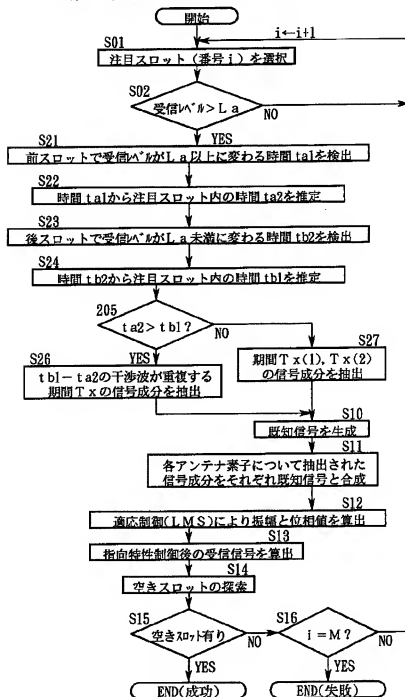 開始
i←i+1
S01
注目スロット(番号i)を選択
S02
受信レベル>La
NO
YES
S21
前スロットで受信レベルがLa以上に変わる時間ta1を検出
S22
時間ta1から注目スロット内の時間ta2を推定
S23
後スロットで受信レベルがLa未満に変わる時間tb2を検出
S24
時間tb2から注目スロット内の時間tb1を推定
205
ta2>tb1?
NO
YES
S26
tb1-ta2の干渉波が重複する
期間Txの信号成分を抽出
S27
期間Tx(1),Tx(2)
の信号成分を抽出
S10
既知信号を生成
S11
各アンテナ素子について抽出された
信号成分をそれぞれ既知信号と合成
S12
適応制御(LMS)により振幅と位相値を算出
S13
指向特性制御後の受信信号を算出
S14
空きスロットの探索
S15
空きスロット有り
NO
S16
i=M?
NO
YES
YES
END(成功)
END(失敗)